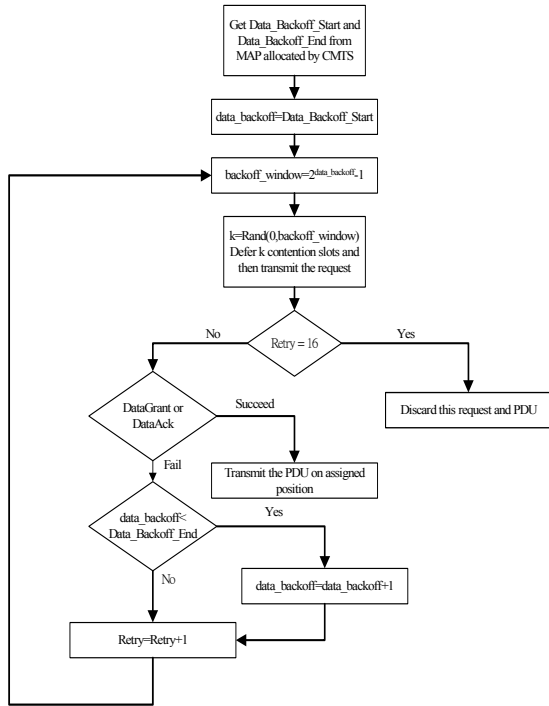 Get Data_Backoff_Start and
Data_Backoff_End from
MAP allocated by CMTS
data_backoff=Data_Backoff_Start
backoff_window=2^data_backoff-1
k=Rand(0,backoff_window)
Defer k contention slots and
then transmit the request
No
Retry = 16
Yes
Discard this request and PDU
DataGrant or
DataAck
Succeed
Transmit the PDU on assigned
position
Fail
data_backoff<
Data_Backoff_End
Yes
data_backoff=data_backoff+1
No
Retry=Retry+1